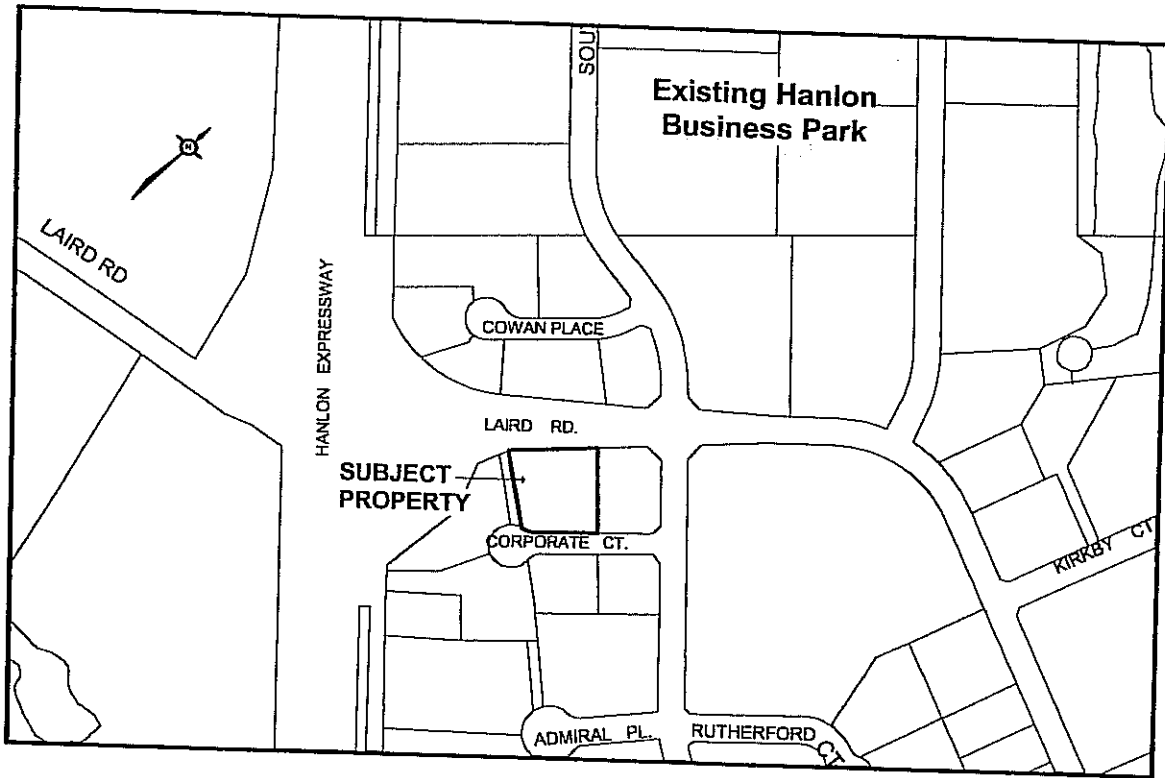 SOU
Existing Hanlon
Business Park
N
LAIRD RD
HANLON EXPRESSWAY
COWAN PLACE
LAIRD RD.
SUBJECT
PROPERTY
CORPORATE CT.
KIRKBY CT
ADMIRAL PL.
RUTHERFORD CT